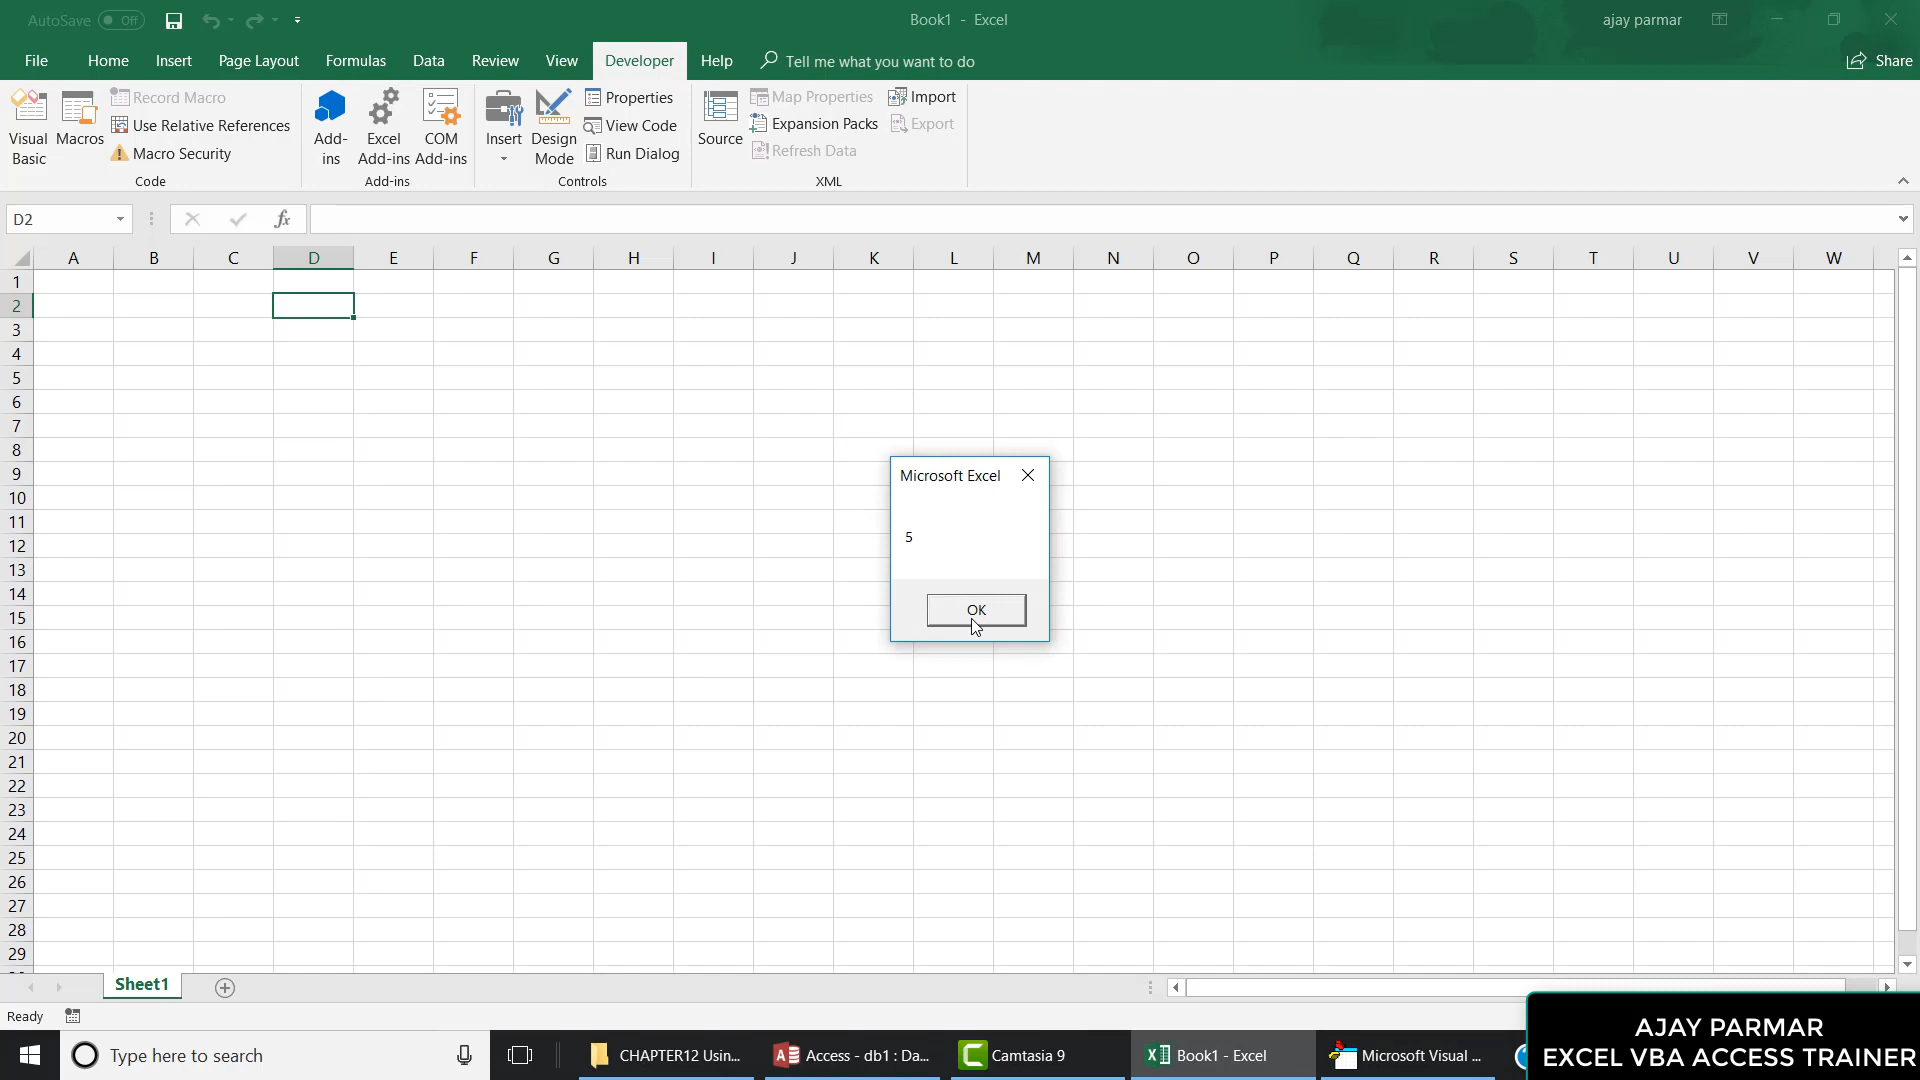 AutoSave Off
Book1 - Excel
ajay parmar
File Home Insert Page Layout Formulas Data Review View Developer Help Tell me what you want to do Share
Visual Basic
Macros
Record Macro
Use Relative References
Macro Security
Code
Add-ins
Excel Add-ins
COM Add-ins
Add-ins
Insert
Design Mode
Properties
View Code
Run Dialog
Controls
Source
Map Properties
Expansion Packs
Refresh Data
Import
Export
XML
D2
fx
A B C D E F G H I J K L M N O P Q R S T U V W
1
2
3
4
5
6
7
8
9
10
11
12
13
14
15
16
17
18
19
20
21
22
23
24
25
26
27
28
29
Microsoft Excel
5
OK
Sheet1
Ready
Type here to search
CHAPTER12 Usin...
Access - db1 : Da...
Camtasia 9
Book1 - Excel
Microsoft Visual ...
AJAY PARMAR
EXCEL VBA ACCESS TRAINER